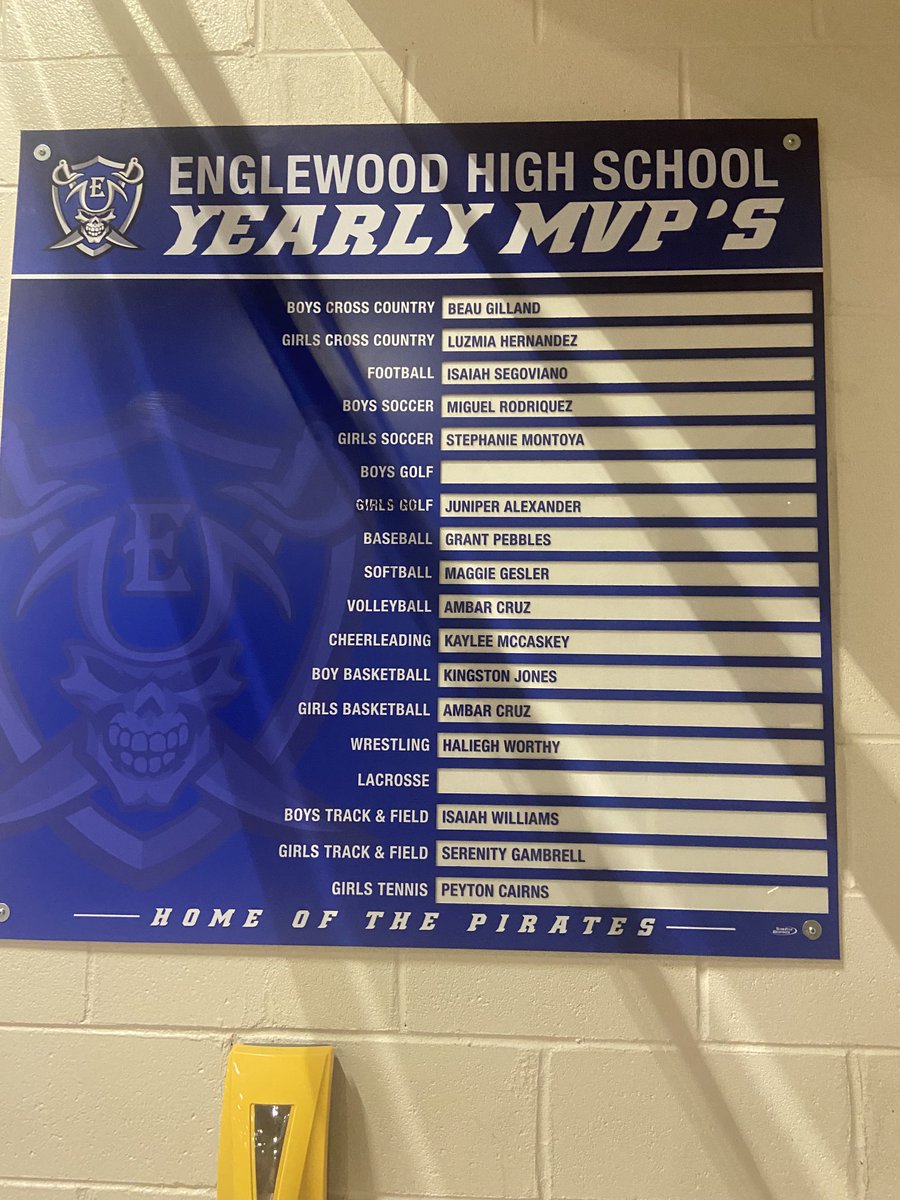 E
ENGLEWOOD HIGH SCHOOL
YEARLY MVP'S
BOYS CROSS COUNTRY BEAU GILLAND
GIRLS CROSS COUNTRY LUZMIA HERNANDEZ
FOOTBALL ISAIAH SEGOVIANO
BOYS SOCCER MIGUEL RODRIQUEZ
GIRLS SOCCER STEPHANIE MONTOYA
BOYS GOLF
GIRLS GOLF JUNIPER ALEXANDER
BASEBALL GRANT PEBBLES
SOFTBALL MAGGIE GESLER
VOLLEYBALL AMBAR CRUZ
CHEERLEADING KAYLEE MCCASKEY
BOY BASKETBALL KINGSTON JONES
GIRLS BASKETBALL AMBAR CRUZ
WRESTLING HALIEGH WORTHY
LACROSSE
BOYS TRACK & FIELD ISAIAH WILLIAMS
GIRLS TRACK & FIELD SERENITY GAMBRELL
GIRLS TENNIS PEYTON CAIRNS
E
HOME OF THE PIRATES